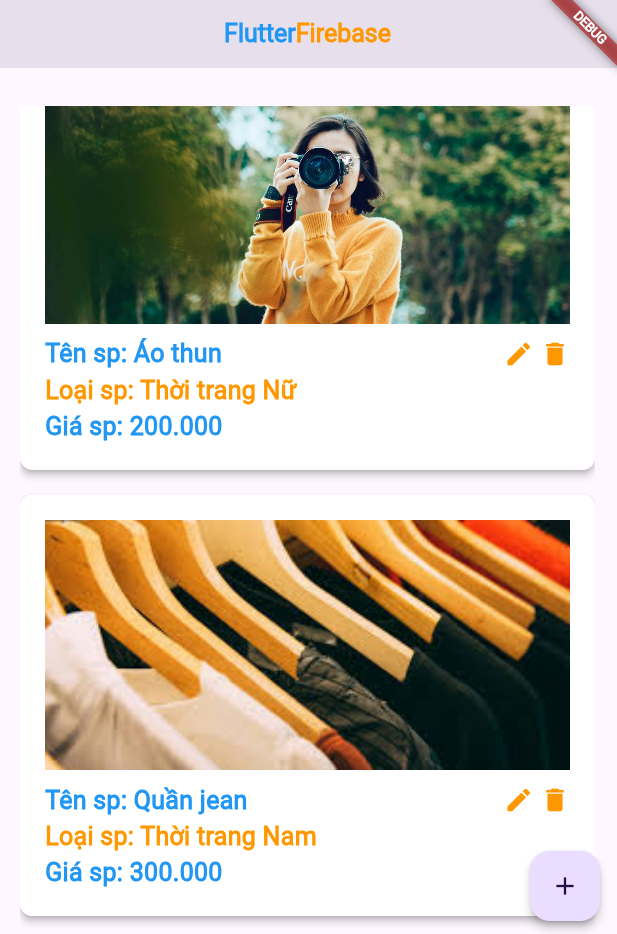 FlutterFirebase
DEBUG
Canon
Tên sp: Áo thun
Loại sp: Thời trang Nữ
Giá sp: 200.000
Tên sp: Quần jean
Loại sp: Thời trang Nam
Giá sp: 300.000